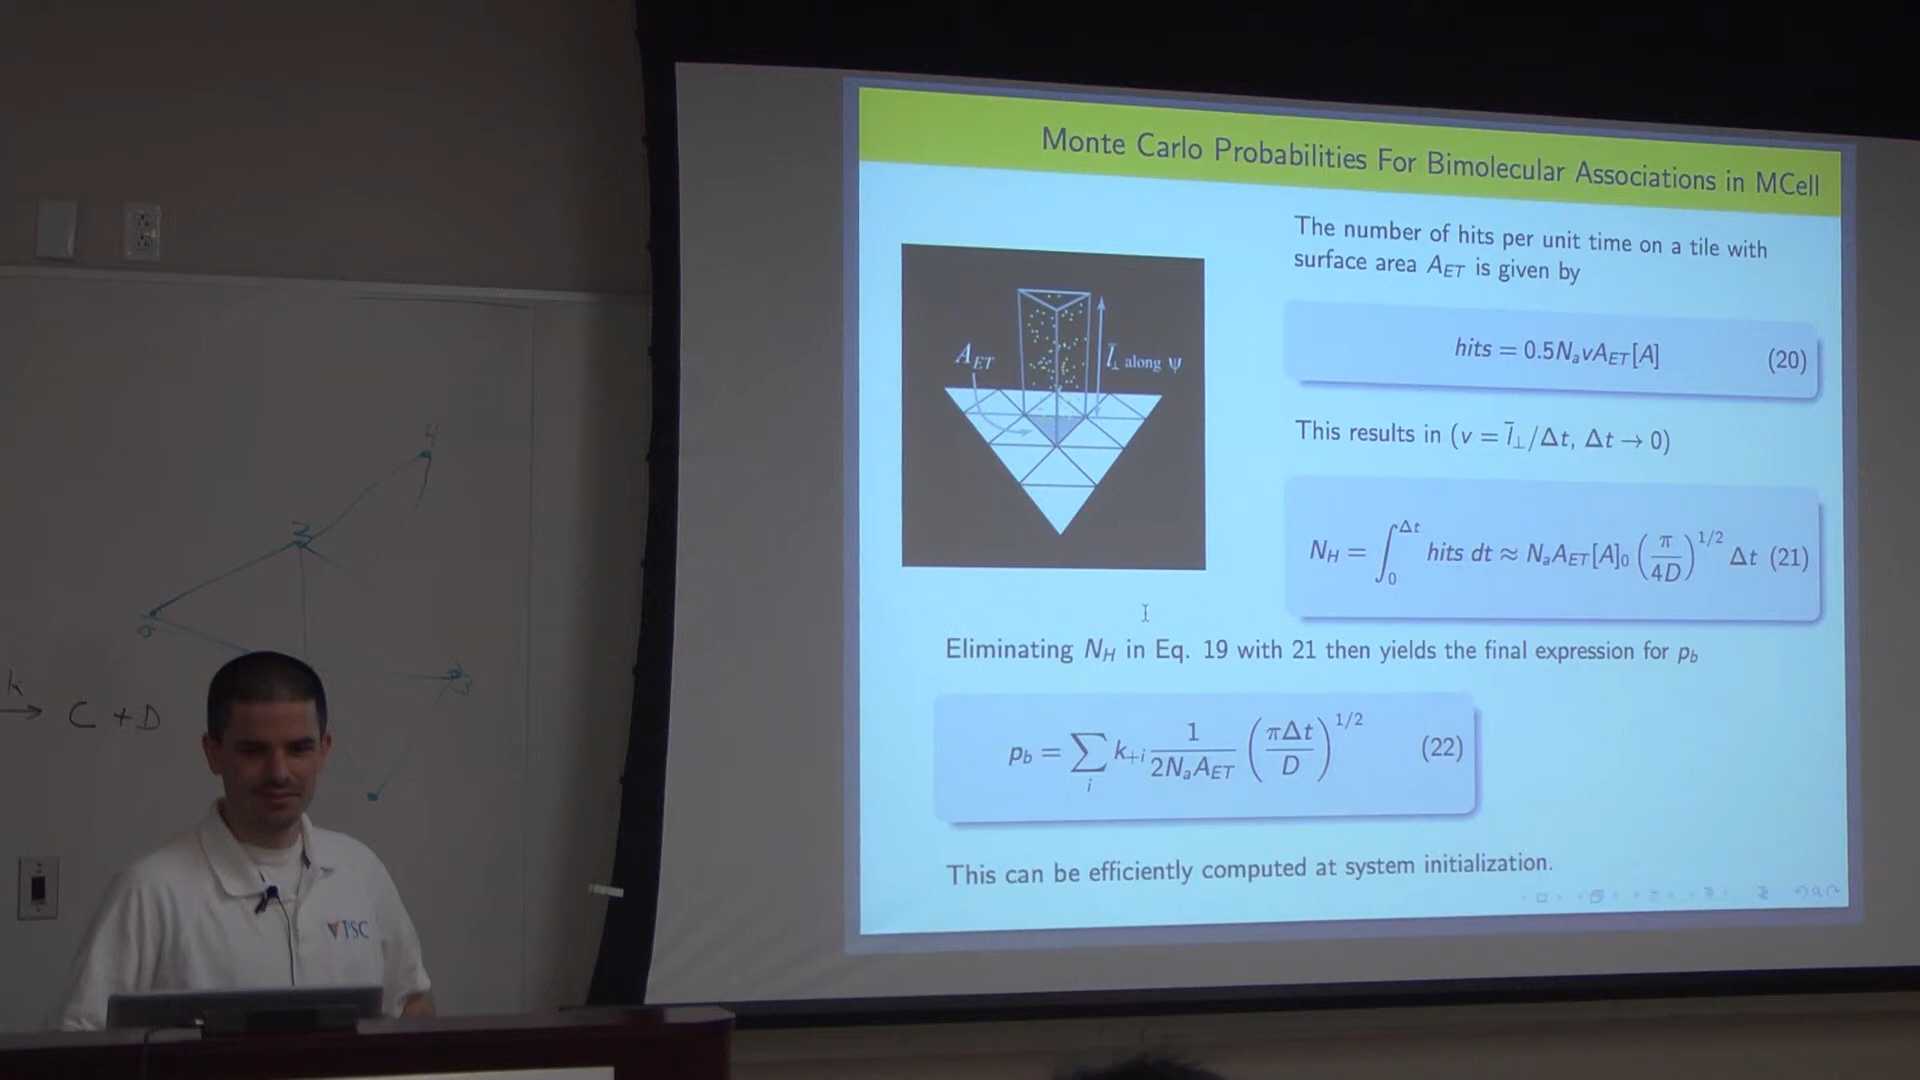 Monte Carlo Probabilities For Bimolecular Associations in MCell
The number of hits per unit time on a tile with
surface area A_ET is given by
hits = 0.5N_a vA_ET[A] (20)
A_ET
l̄_⊥ along ψ
This results in (v = l̄_⊥/Δt, Δt → 0)
N_H = ∫_0^Δt hits dt ≈ N_a A_ET[A]_0 (π/4D)^1/2 Δt (21)
Eliminating N_H in Eq. 19 with 21 then yields the final expression for p_b
p_b = ∑_i k_+i 1/(2N_a A_ET) (πΔt/D)^1/2 (22)
This can be efficiently computed at system initialization.
k
→ C + D